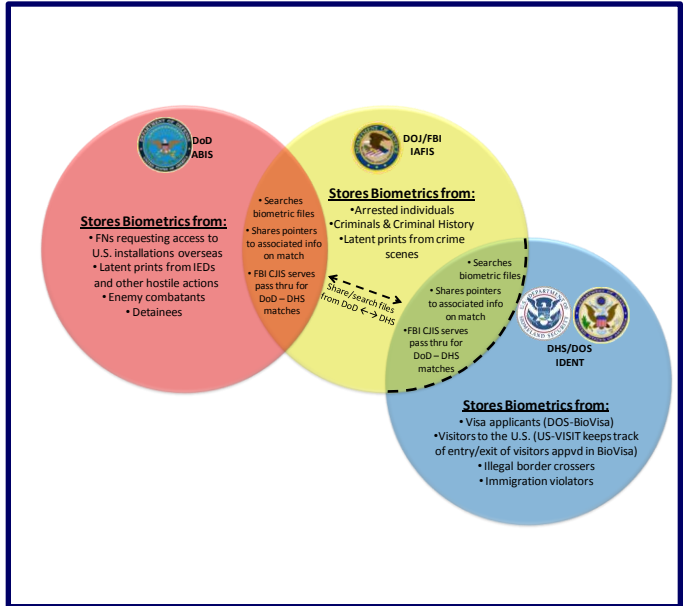 DoD
ABIS
Stores Biometrics from:
• FNs requesting access to
U.S. installations overseas
• Latent prints from IEDs
and other hostile actions
• Enemy combatants
• Detainees
• Searches
biometric files
• Shares pointers
to associated info
on match
• FBI CJIS serves
pass thru for
DoD – DHS
matches
DOJ/FBI
IAFIS
Stores Biometrics from:
•Arrested individuals
•Criminals & Criminal History
•Latent prints from crime
scenes
Share/search files
from DoD ←→ DHS
• Searches
biometric files
• Shares pointers
to associated info
on match
•FBI CJIS serves
pass thru for
DoD – DHS
matches
DHS/DOS
IDENT
Stores Biometrics from:
• Visa applicants (DOS-BioVisa)
•Visitors to the U.S. (US-VISIT keeps track
of entry/exit of visitors appvd in BioVisa)
• Illegal border crossers
• Immigration violators